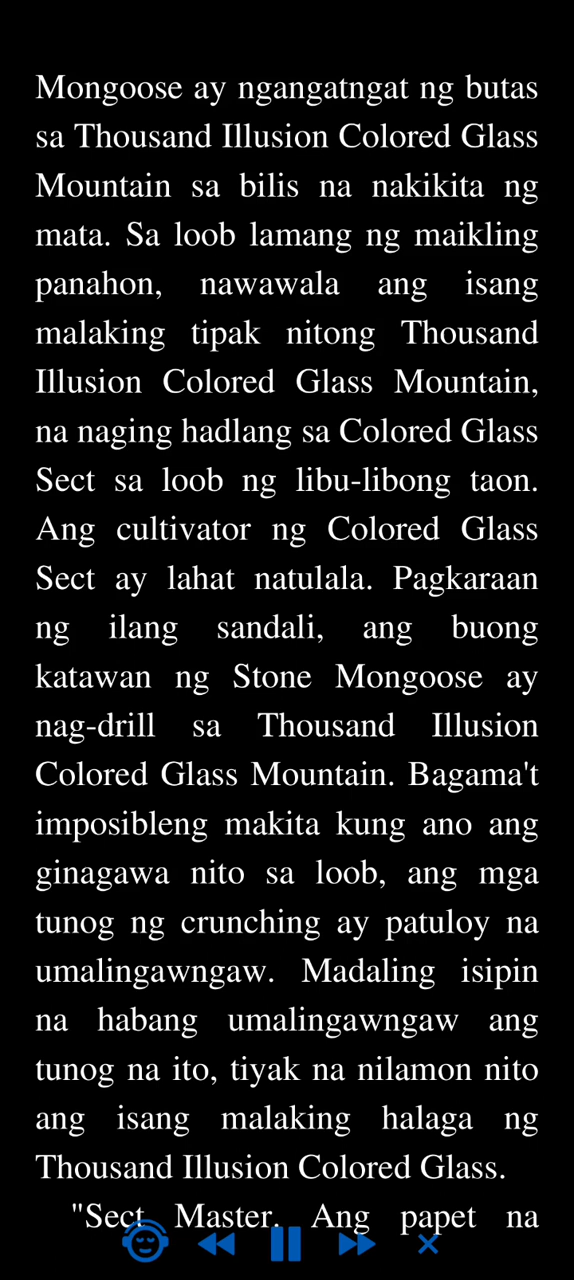 Mongoose ay ngangatngat ng butas
sa Thousand Illusion Colored Glass
Mountain sa bilis na nakikita ng
mata. Sa loob lamang ng maikling
panahon, nawawala ang isang
malaking tipak nitong Thousand
Illusion Colored Glass Mountain,
na naging hadlang sa Colored Glass
Sect sa loob ng libu-libong taon.
Ang cultivator ng Colored Glass
Sect ay lahat natulala. Pagkaraan
ng ilang sandali, ang buong
katawan ng Stone Mongoose ay
nag-drill sa Thousand Illusion
Colored Glass Mountain. Bagama't
imposibleng makita kung ano ang
ginagawa nito sa loob, ang mga
tunog ng crunching ay patuloy na
umalingawngaw. Madaling isipin
na habang umalingawngaw ang
tunog na ito, tiyak na nilamon nito
ang isang malaking halaga ng
Thousand Illusion Colored Glass.
"Sect Master. Ang papet na